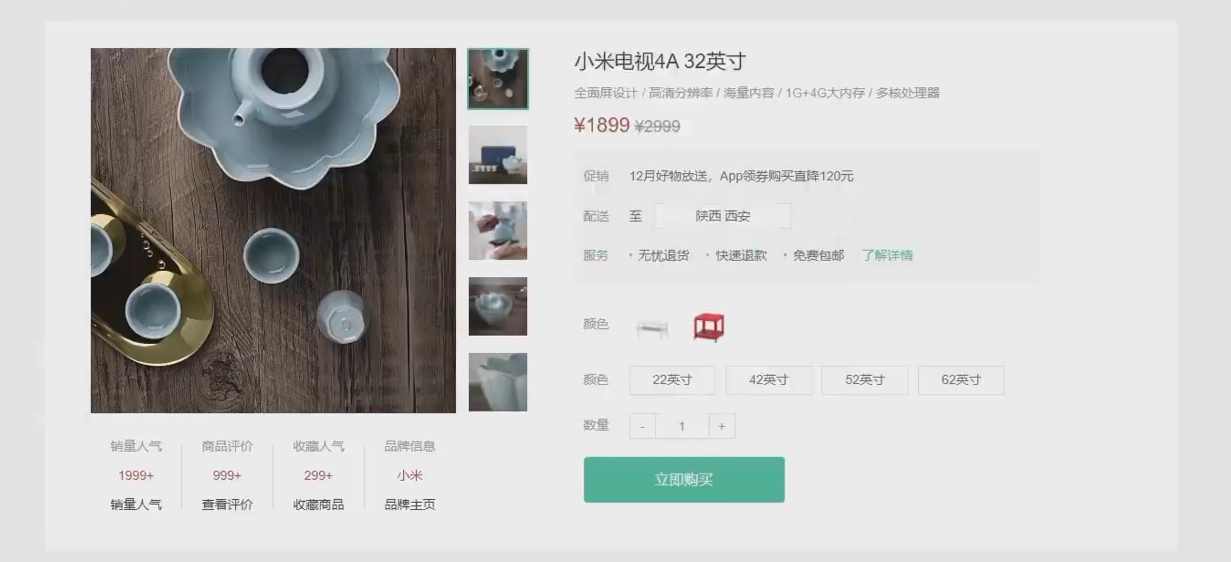 小米电视4A 32英寸
全面屏设计 / 高清分辨率 / 海量内容 / 1G+4G大内存 / 多核处理器
¥1899 ¥2999
促销 12月好物放送，App领券购买直降120元
配送 至 陕西 西安
服务 · 无忧退货 · 快速退款 · 免费包邮 了解详情
颜色
颜色 22英寸 42英寸 52英寸 62英寸
数量 - 1 +
立即购买
销量人气 商品评价 收藏人气 品牌信息
1999+ 999+ 299+ 小米
销量人气 查看评价 收藏商品 品牌主页